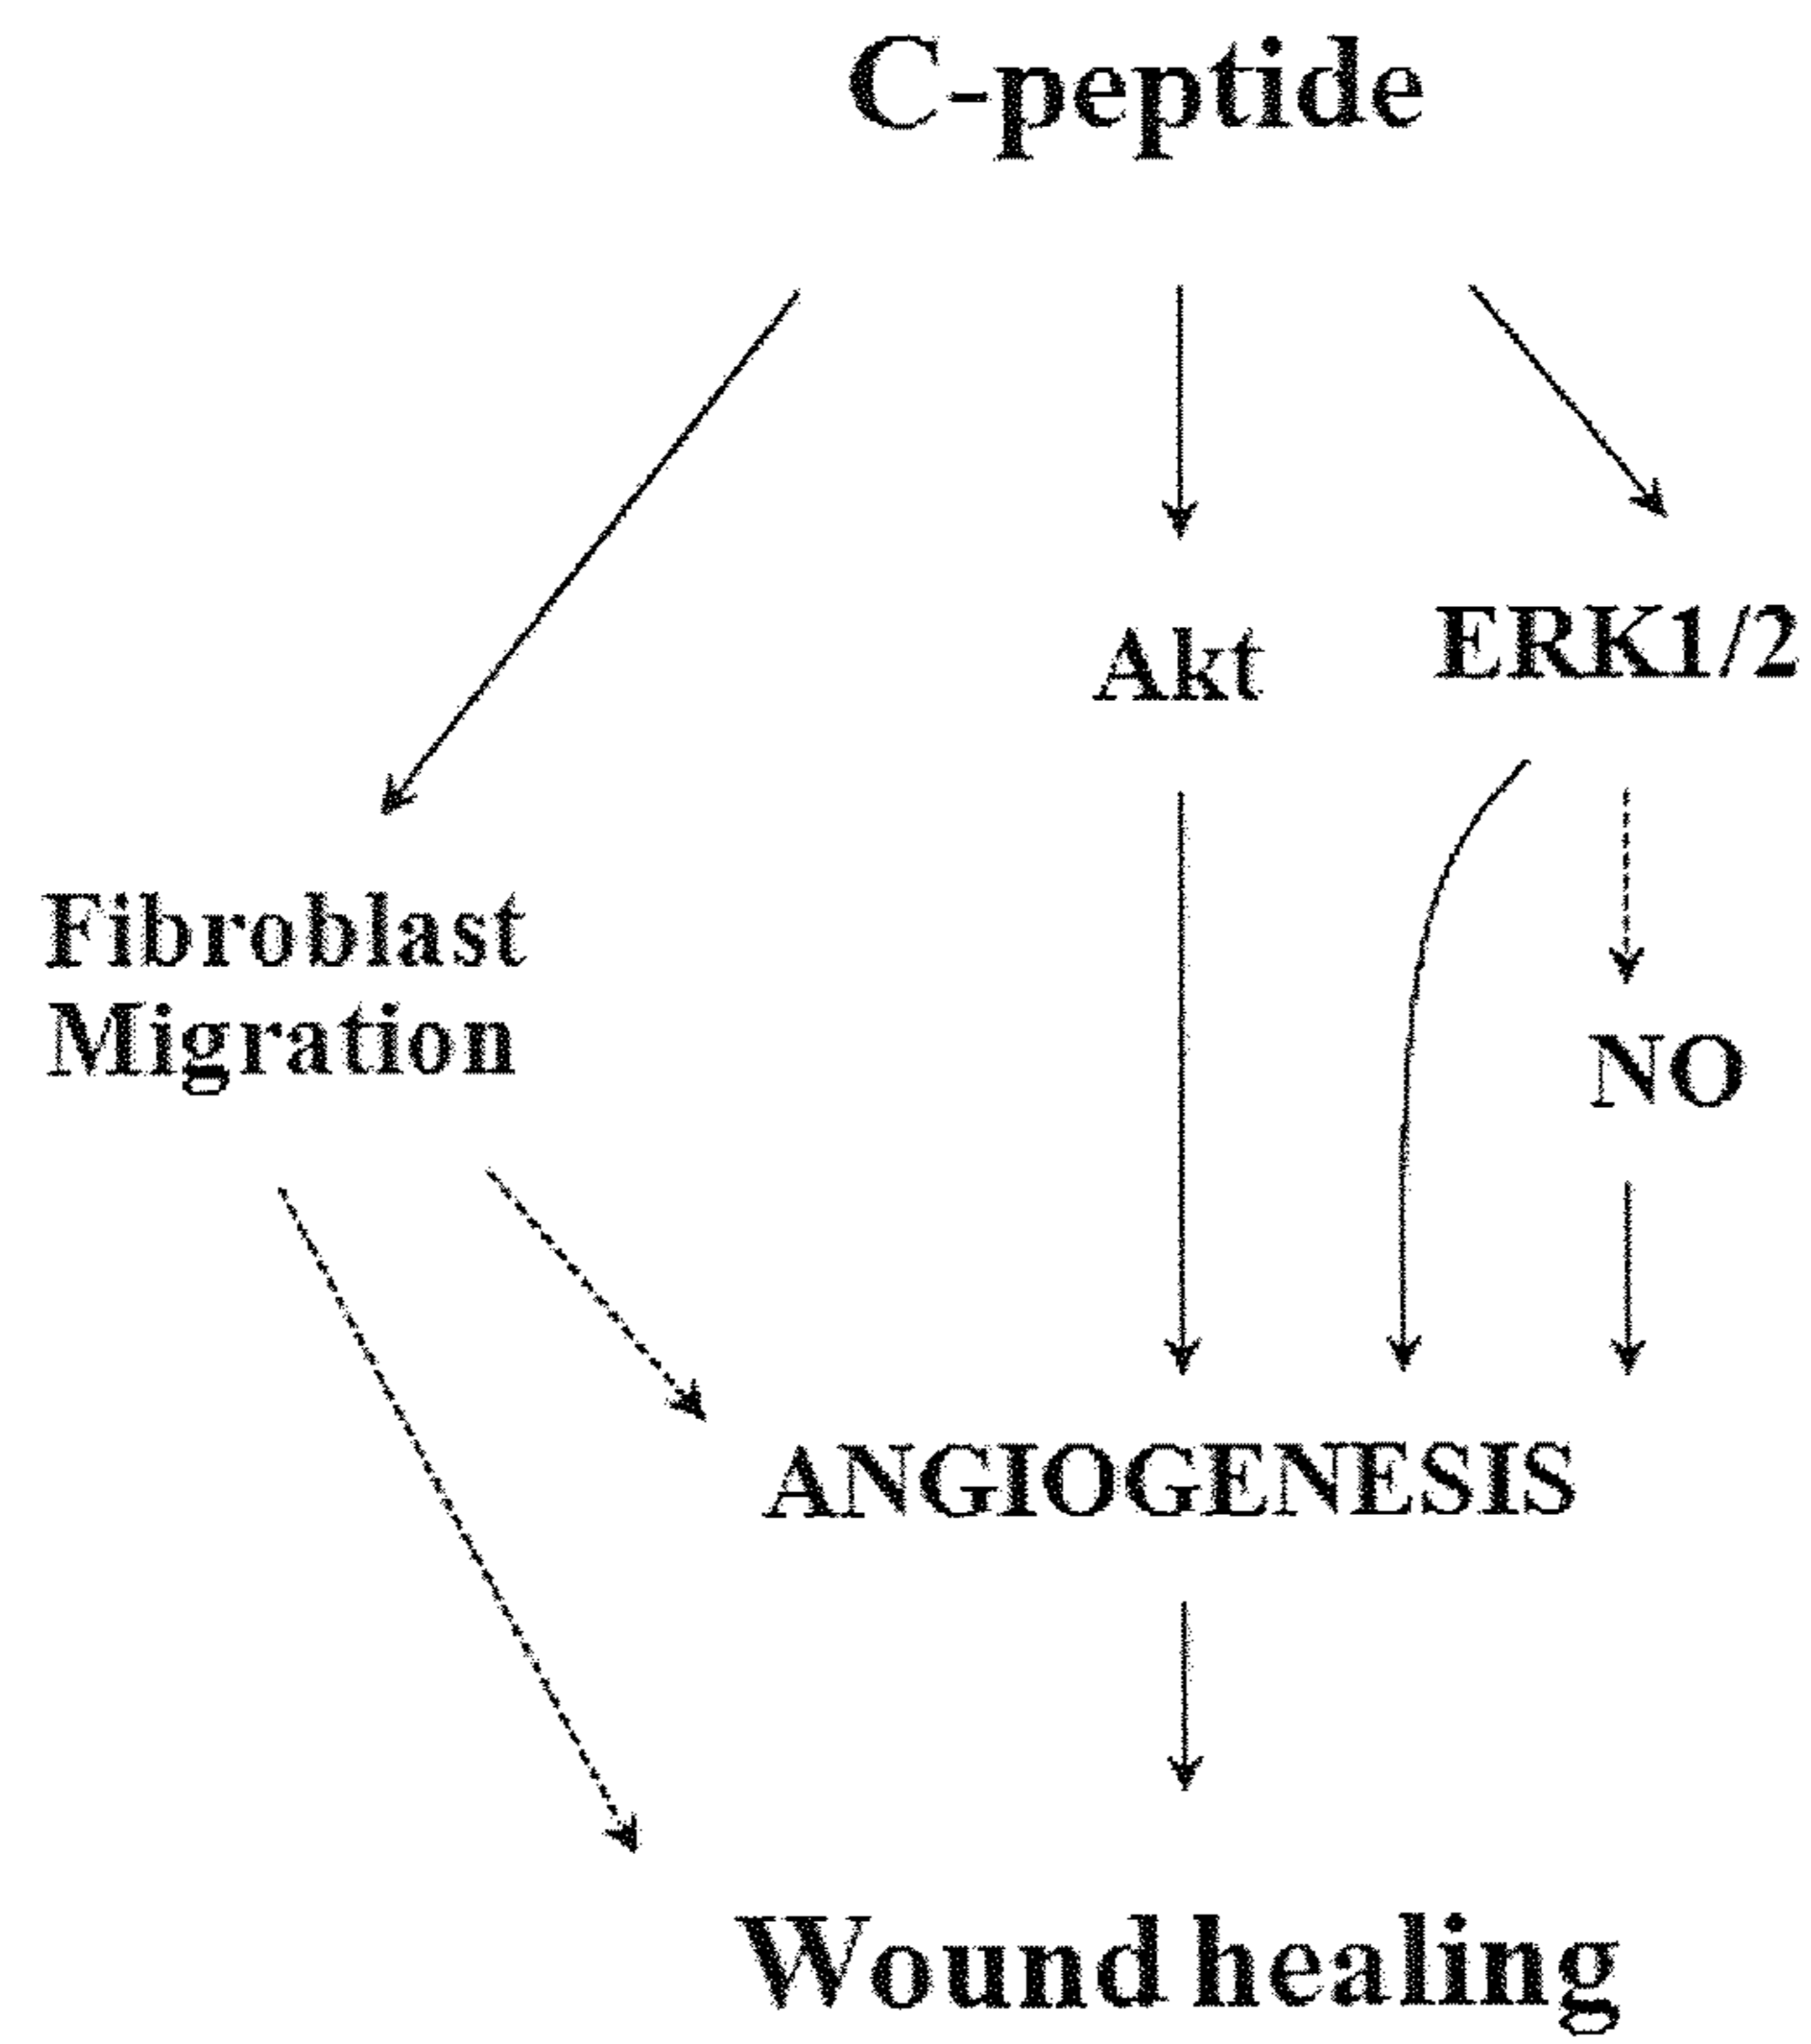 C-peptide
Akt
ERK1/2
Fibroblast
Migration
NO
ANGIOGENESIS
Wound healing